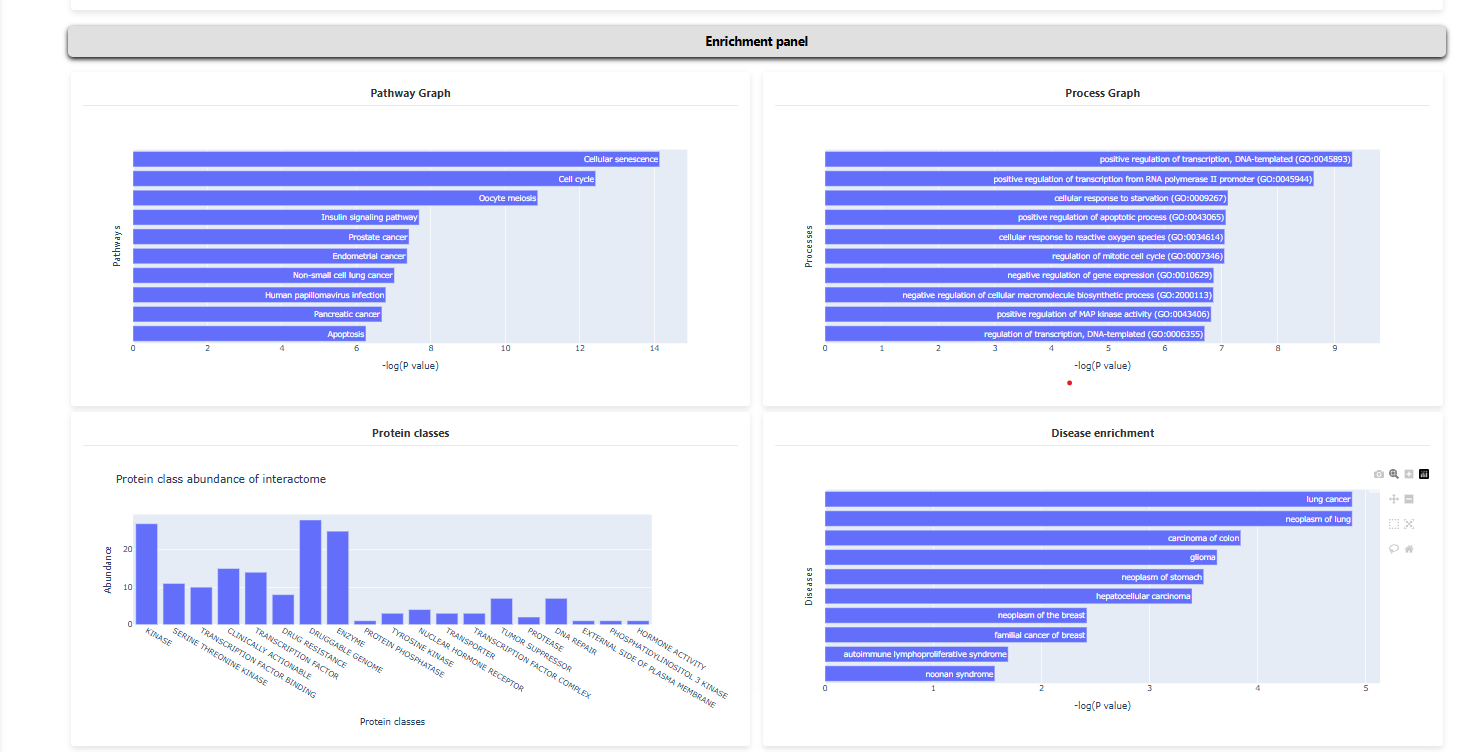 Enrichment panel
Pathway Graph
Cellular senescence
Cell cycle
Oocyte meiosis
Insulin signaling pathway
Prostate cancer
Endometrial cancer
Non-small cell lung cancer
Human papillomavirus infection
Pancreatic cancer
Apoptosis
Pathways
0 2 4 6 8 10 12 14
-log(P value)
Process Graph
positive regulation of transcription, DNA-templated (GO:0045893)
positive regulation of transcription from RNA polymerase II promoter (GO:0045944)
cellular response to starvation (GO:0009267)
positive regulation of apoptotic process (GO:0043065)
cellular response to reactive oxygen species (GO:0034614)
regulation of mitotic cell cycle (GO:0007346)
negative regulation of gene expression (GO:0010629)
negative regulation of cellular macromolecule biosynthetic process (GO:2000113)
positive regulation of MAP kinase activity (GO:0043406)
regulation of transcription, DNA-templated (GO:0006355)
Processes
0 1 2 3 4 5 6 7 8 9
-log(P value)
Protein classes
Protein class abundance of interactome
Abundance
20
10
0
KINASE
SERINE THREONINE KINASE
TRANSCRIPTION FACTOR BINDING
CLINICALLY ACTIONABLE
TRANSCRIPTION FACTOR
DRUG RESISTANCE
DRUGGABLE GENOME
ENZYME
PROTEIN PHOSPHATASE
TYROSINE KINASE
NUCLEAR HORMONE RECEPTOR
TRANSPORTER
TRANSCRIPTION FACTOR COMPLEX
TUMOR SUPPRESSOR
PROTEASE
DNA REPAIR
EXTERNAL SIDE OF PLASMA MEMBRANE
PHOSPHATIDYLINOSITOL 3 KINASE
HORMONE ACTIVITY
Protein classes
Disease enrichment
lung cancer
neoplasm of lung
carcinoma of colon
glioma
neoplasm of stomach
hepatocellular carcinoma
neoplasm of the breast
familial cancer of breast
autoimmune lymphoproliferative syndrome
noonan syndrome
Diseases
0 1 2 3 4 5
-log(P value)